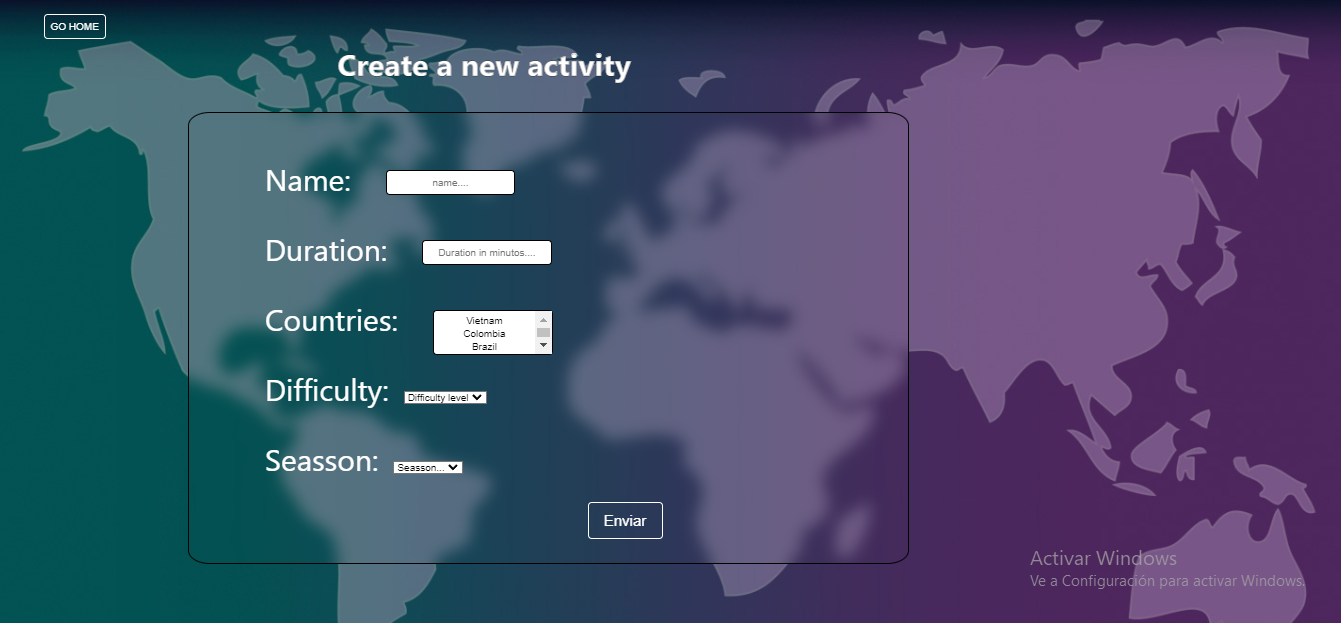 GO HOME
Create a new activity
Name: name....
Duration: Duration in minutos....
Countries: Vietnam
Colombia
Brazil
Difficulty: Difficulty level
Seasson: Seasson...
Enviar
Activar Windows
Ve a Configuración para activar Windows.